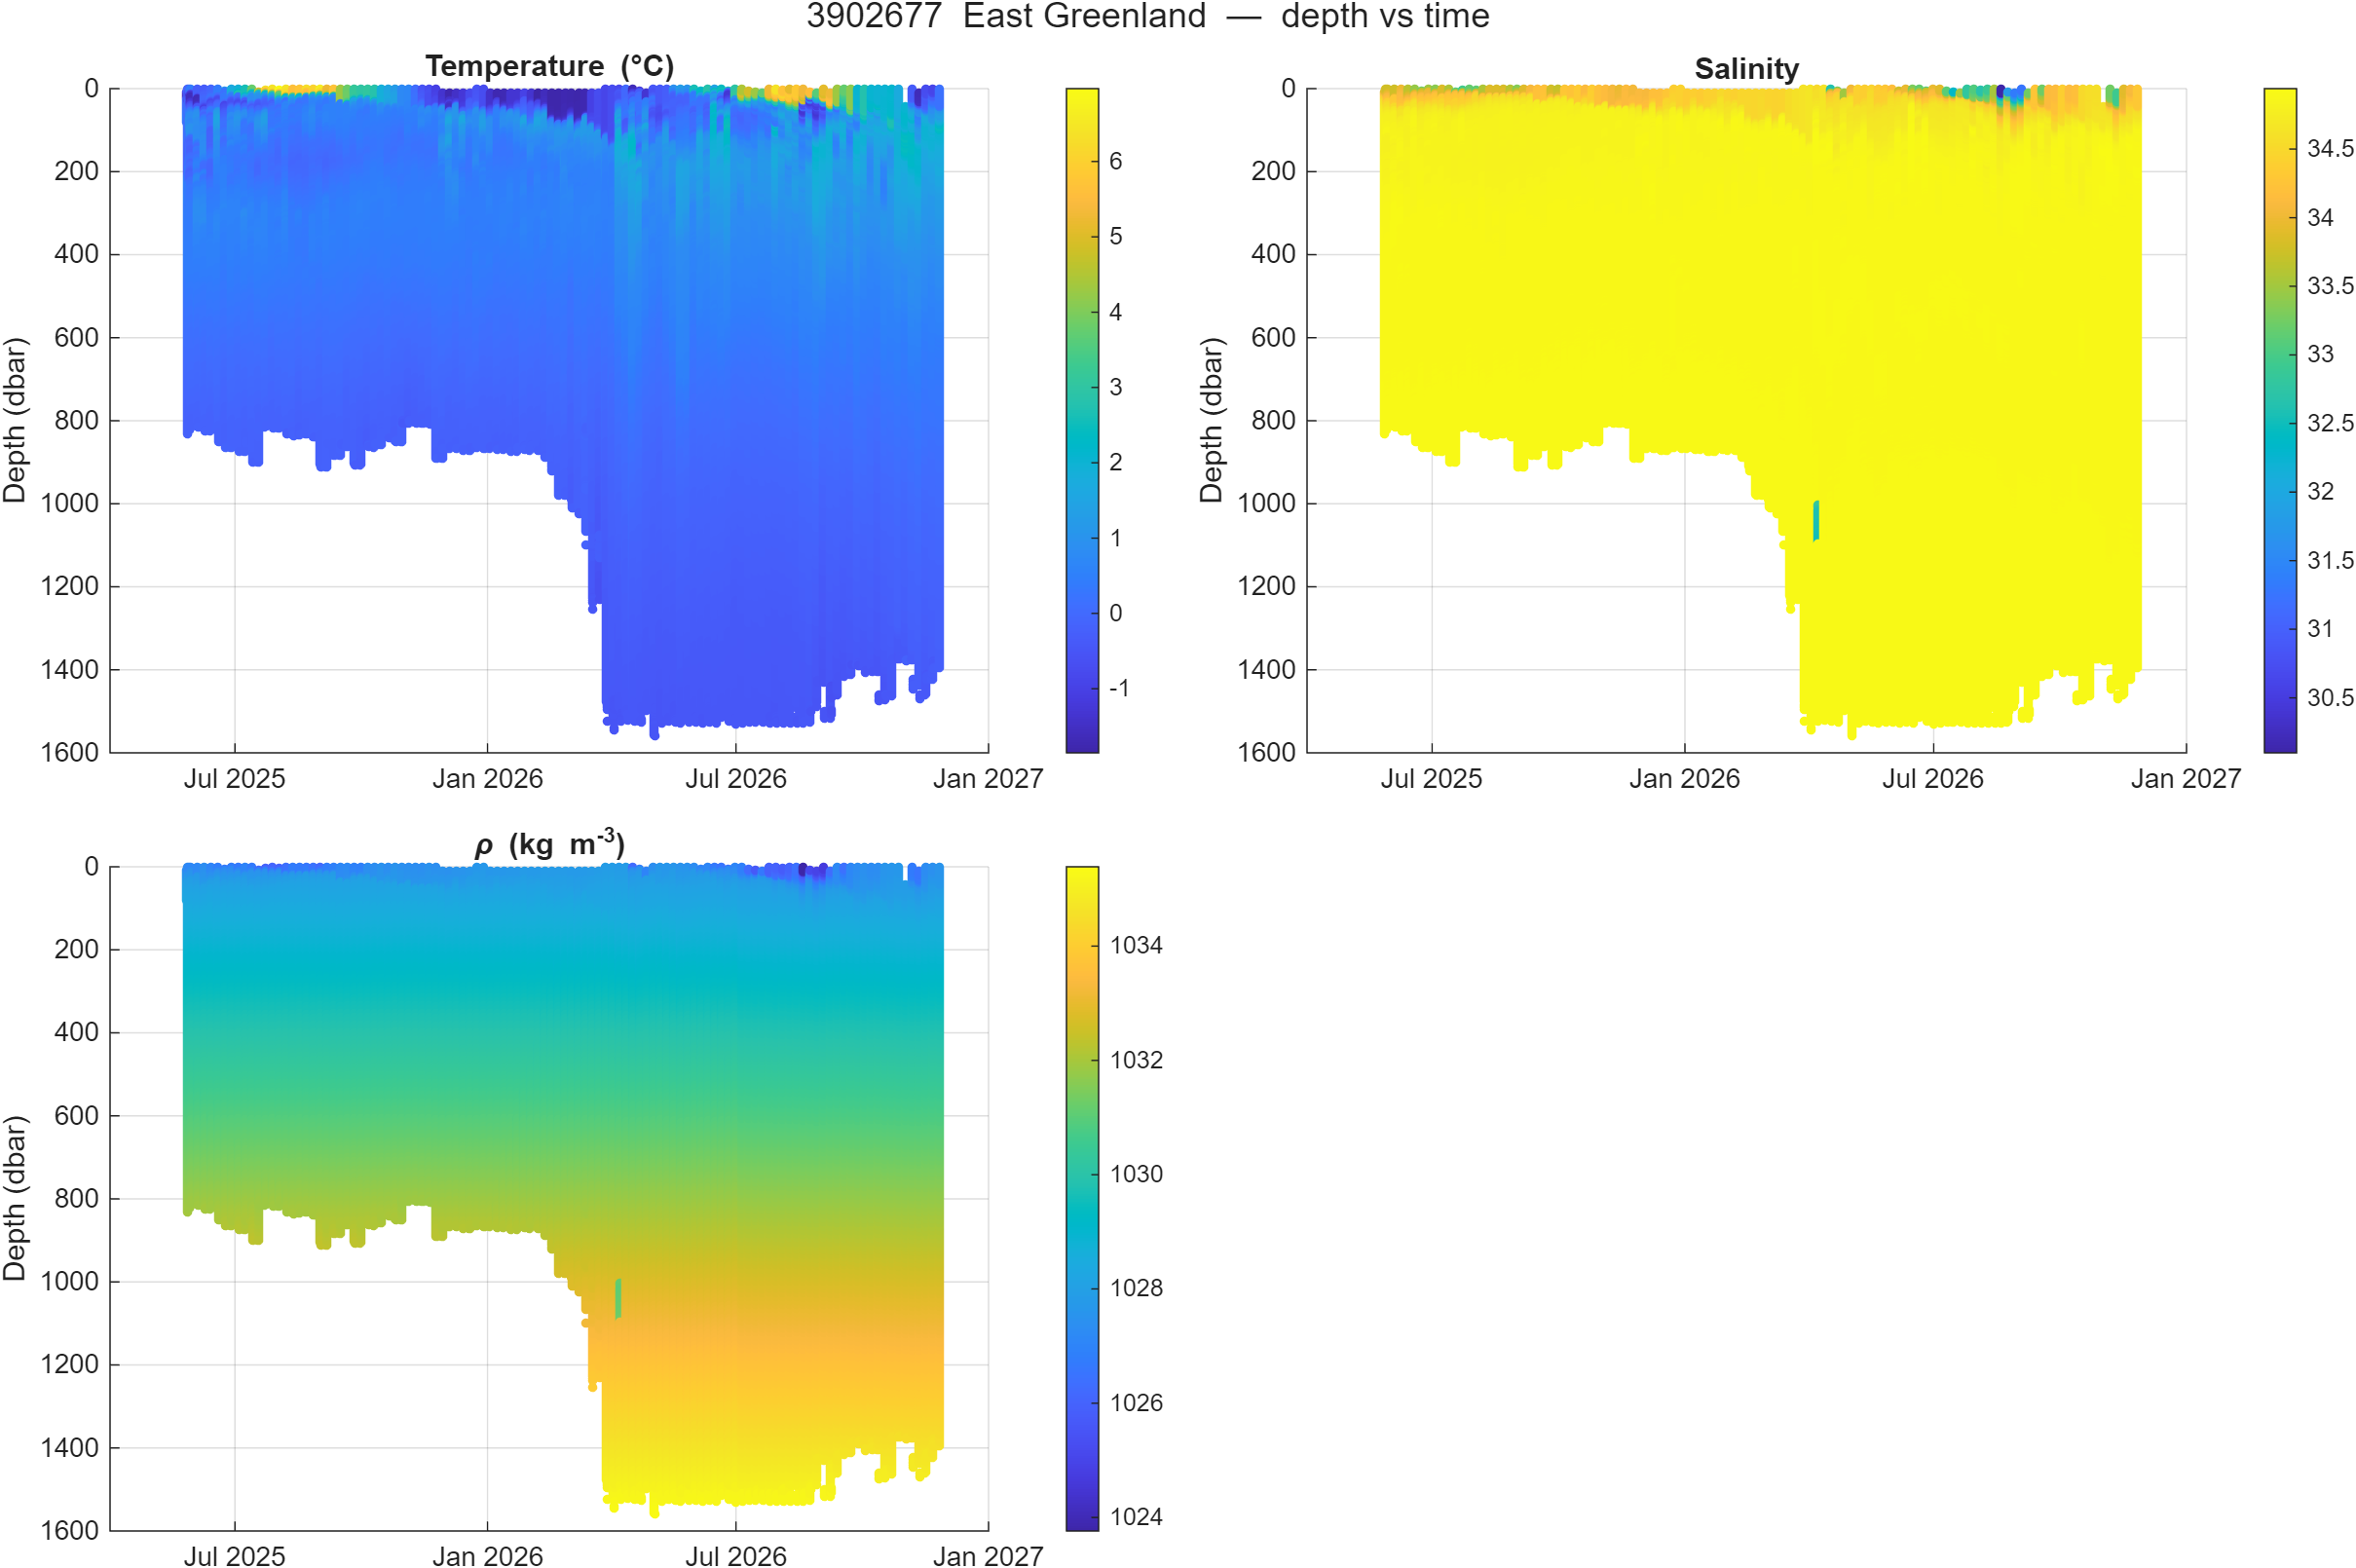 3902677 East Greenland — depth vs time
Temperature (°C)
0
200
400
600
800
1000
1200
1400
1600
Depth (dbar)
Jul 2025
Jan 2026
Jul 2026
Jan 2027
6
5
4
3
2
1
0
-1
Salinity
0
200
400
600
800
1000
1200
1400
1600
Depth (dbar)
Jul 2025
Jan 2026
Jul 2026
Jan 2027
34.5
34
33.5
33
32.5
32
31.5
31
30.5
ρ (kg m⁻³)
0
200
400
600
800
1000
1200
1400
1600
Depth (dbar)
Jul 2025
Jan 2026
Jul 2026
Jan 2027
1034
1032
1030
1028
1026
1024